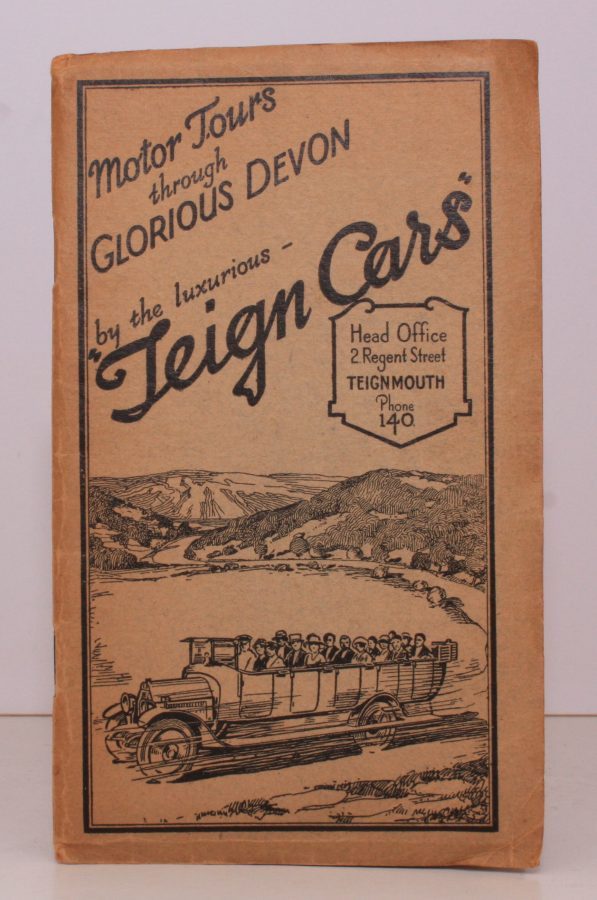 Motor Tours
through
GLORIOUS DEVON
by the luxurious -
"Teign Cars"
Head Office
2. Regent Street
TEIGNMOUTH
Phone
140.